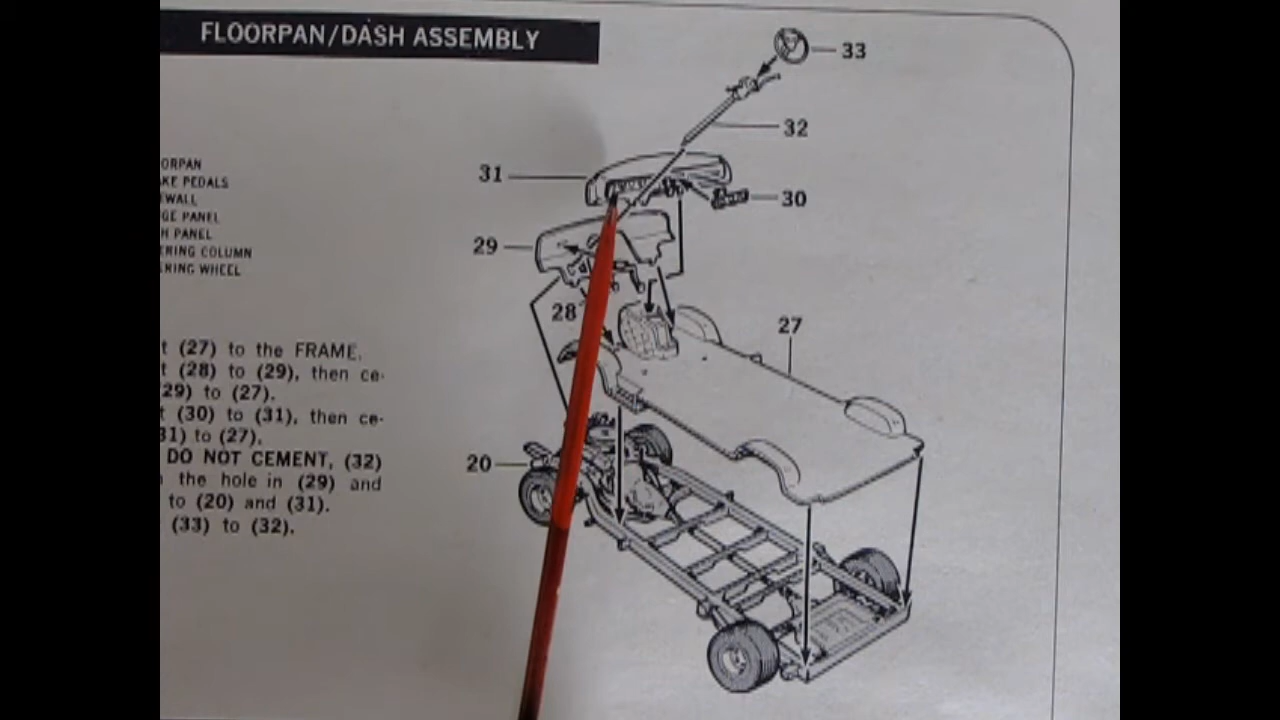 FLOORPAN/DASH ASSEMBLY
33
32
31
30
29
28
27
20
ORPAN
KE PEDALS
EWALL
GE PANEL
H PANEL
RING COLUMN
RING WHEEL
t (27) to the FRAME.
t (28) to (29), then ce-
29) to (27).
t (30) to (31), then ce-
31) to (27).
DO NOT CEMENT, (32)
the hole in (29) and
to (20) and (31).
(33) to (32).